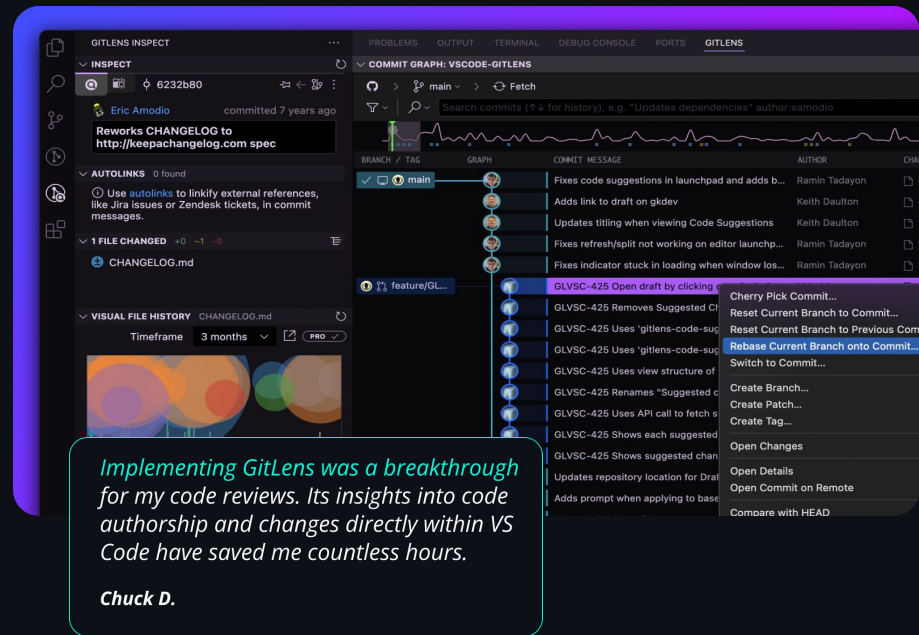 GITLENS INSPECT
INSPECT
6232b80
Eric Amodio committed 7 years ago
Reworks CHANGELOG to
http://keepachangelog.com spec
AUTOLINKS 0 found
Use autolinks to linkify external references,
like Jira issues or Zendesk tickets, in commit
messages.
1 FILE CHANGED +0 ~1 -0
CHANGELOG.md
VISUAL FILE HISTORY CHANGELOG.md
Timeframe 3 months PRO
PROBLEMS OUTPUT TERMINAL DEBUG CONSOLE PORTS GITLENS
COMMIT GRAPH: VSCODE-GITLENS
main Fetch
Search commits (↑↓ for history), e.g. "Updates dependencies" author:eamodio
BRANCH / TAG GRAPH COMMIT MESSAGE AUTHOR CHA
main Fixes code suggestions in launchpad and adds b... Ramin Tadayon
Adds link to draft on gkdev Keith Daulton
Updates titling when viewing Code Suggestions Keith Daulton
Fixes refresh/split not working on editor launchp... Ramin Tadayon
Fixes indicator stuck in loading when window los... Ramin Tadayon
feature/GL... GLVSC-425 Open draft by clicking
GLVSC-425 Removes Suggested Ch
GLVSC-425 Uses 'gitlens-code-sug
GLVSC-425 Uses 'gitlens-code-sug
GLVSC-425 Uses view structure of
GLVSC-425 Renames "Suggested c
GLVSC-425 Uses API call to fetch s
GLVSC-425 Shows each suggested
GLVSC-425 Shows suggested chan
Updates repository location for Draf
Adds prompt when applying to base
Cherry Pick Commit...
Reset Current Branch to Commit...
Reset Current Branch to Previous Com
Rebase Current Branch onto Commit...
Switch to Commit...
Create Branch...
Create Patch...
Create Tag...
Open Changes
Open Details
Open Commit on Remote
Compare with HEAD
Implementing GitLens was a breakthrough
for my code reviews. Its insights into code
authorship and changes directly within VS
Code have saved me countless hours.
Chuck D.